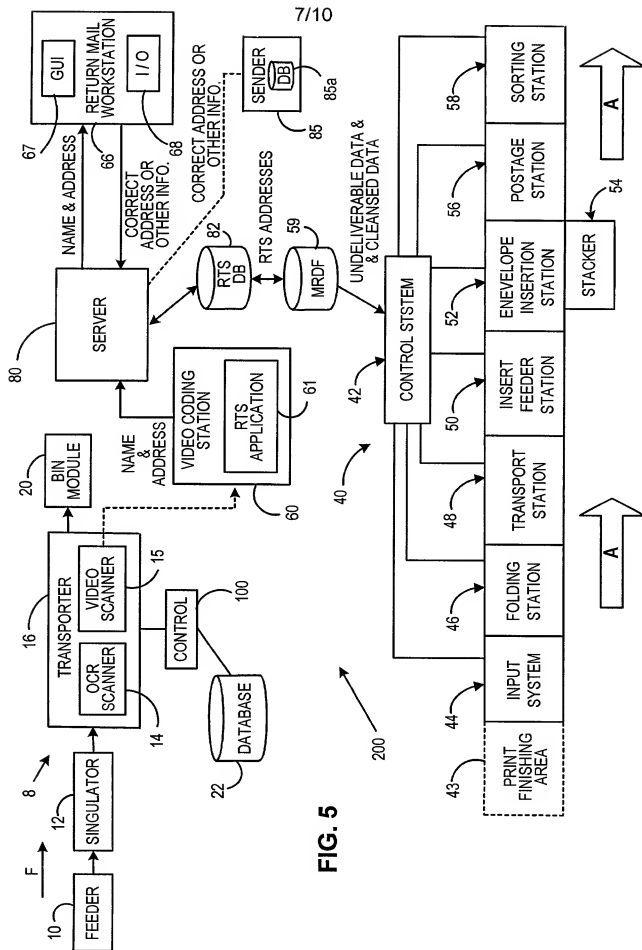 7/10
10
FEEDER
F
8
12
SINGULATOR
16
TRANSPORTER
OCR SCANNER
14
VIDEO SCANNER
15
20
BIN MODULE
CONTROL
100
DATABASE
22
NAME & ADDRESS
VIDEO CODING STATION
RTS APPLICATION
61
60
80
SERVER
NAME & ADDRESS
CORRECT ADDRESS OR OTHER INFO.
GUI
67
RETURN MAIL WORKSTATION
66
I/O
68
CORRECT ADDRESS OR OTHER INFO.
SENDER
DB
85a
85
82
RTS DB
RTS ADDRESSES
59
MRDF
UNDELIVERABLE DATA & CLEANSED DATA
FIG. 5
200
40
42
CONTROL STSTEM
43
PRINT FINISHING AREA
44
INPUT SYSTEM
46
FOLDING STATION
48
TRANSPORT STATION
50
INSERT FEEDER STATION
52
ENEVELOPE INSERTION STATION
STACKER
54
56
POSTAGE STATION
58
SORTING STATION
A
A